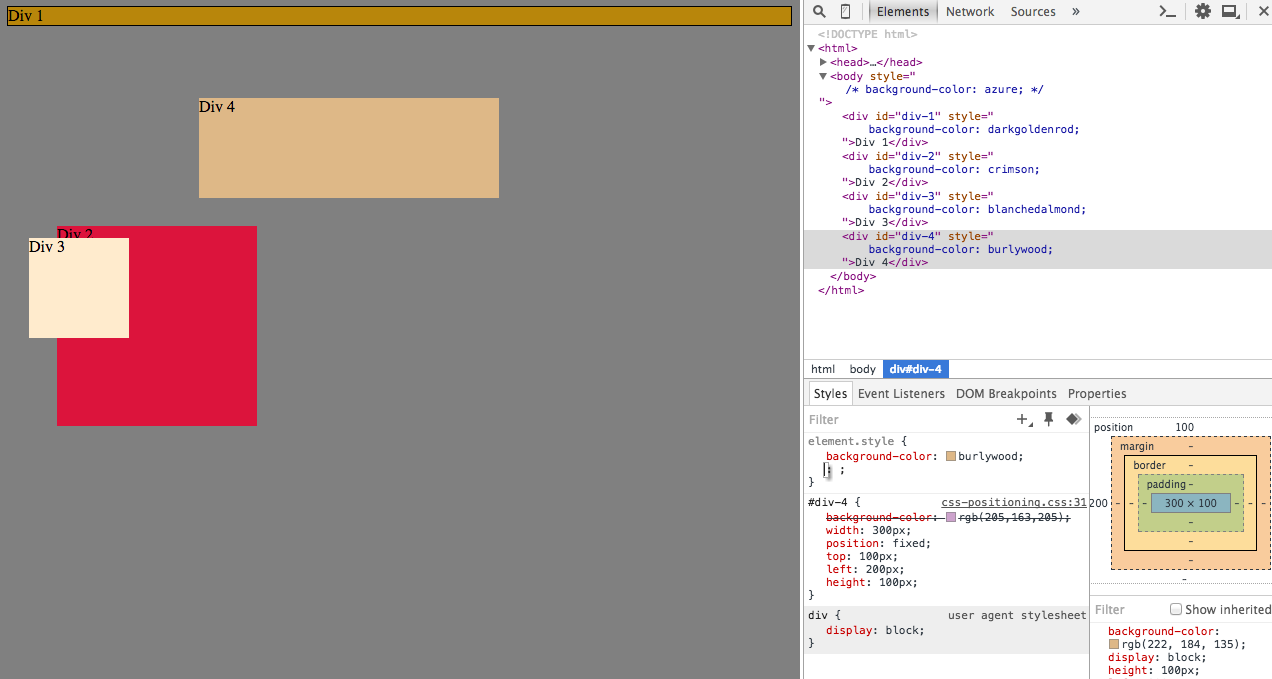 Div 1
Div 4
Div 2
Div 3
Elements Network Sources »
<!DOCTYPE html>
<html>
<head>…</head>
<body style="
/* background-color: azure; */
">
<div id="div-1" style="
background-color: darkgoldenrod;
">Div 1</div>
<div id="div-2" style="
background-color: crimson;
">Div 2</div>
<div id="div-3" style="
background-color: blanchedalmond;
">Div 3</div>
<div id="div-4" style="
background-color: burlywood;
">Div 4</div>
</body>
</html>
html body div#div-4
Styles Event Listeners DOM Breakpoints Properties
Filter
element.style {
background-color: burlywood;
: ;
}
#div-4 { css-positioning.css:31
background-color: rgb(205,163,205);
width: 300px;
position: fixed;
top: 100px;
left: 200px;
height: 100px;
}
div { user agent stylesheet
display: block;
}
position 100
margin -
border -
padding -
200 - - - 300 × 100 - - -
-
-
-
-
Filter Show inherited
background-color:
rgb(222, 184, 135);
display: block;
height: 100px;